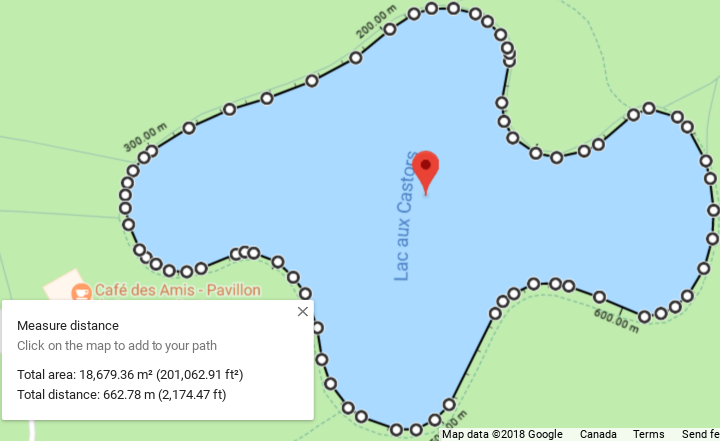 200.00 m
300.00 m
Lac aux Castors
Café des Amis - Pavillon
600.00 m
Measure distance
Click on the map to add to your path
Total area: 18,679.36 m² (201,062.91 ft²)
Total distance: 662.78 m (2,174.47 ft)
Map data ©2018 Google Canada Terms Send fe